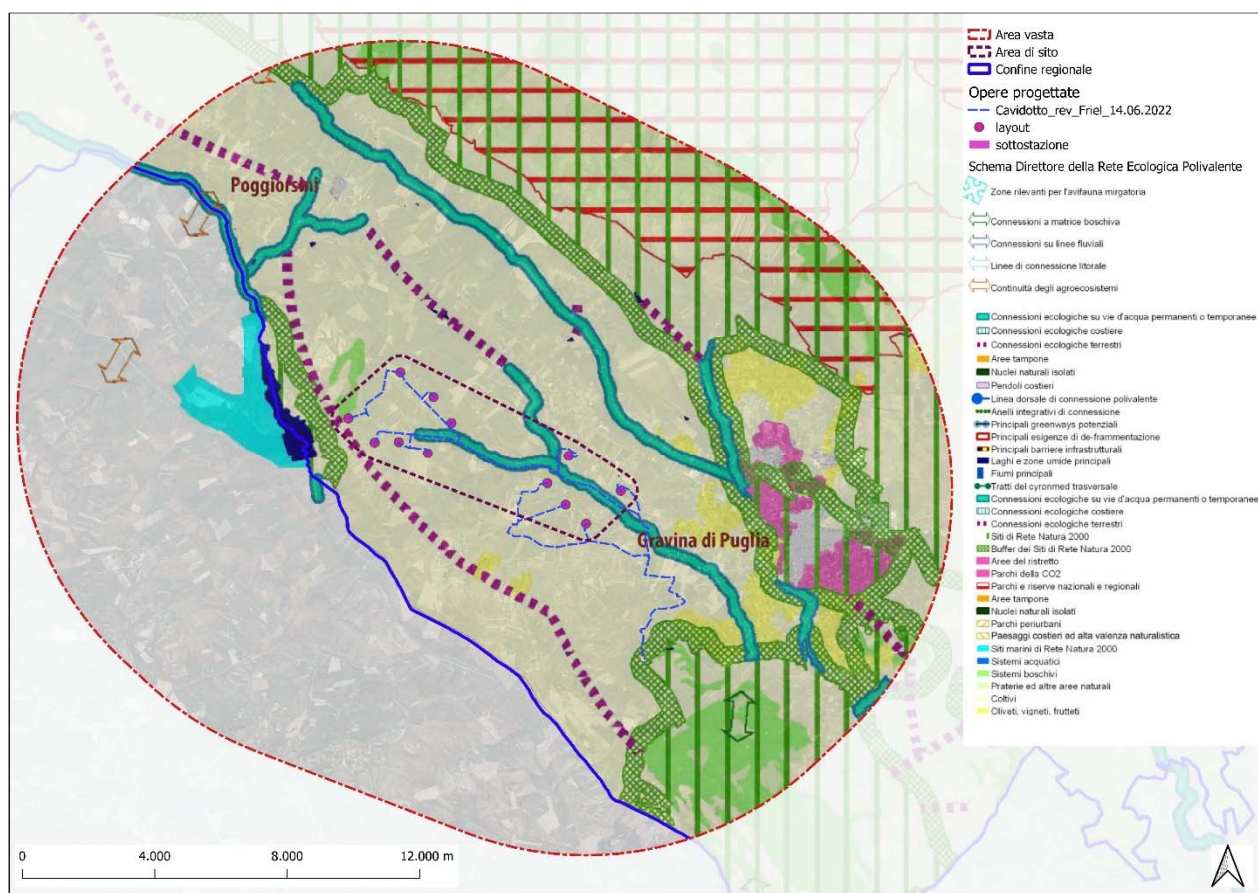 Area vasta
Area di sito
Confine regionale
Opere progettate
Cavidotto_rev_Friel_14.06.2022
layout
sottostazione
Schema Direttore della Rete Ecologica Polivalente
Zone rilevanti per l'avifauna mirgatoria
Connessioni a matrice boschiva
Connessioni su linee fluviali
Linee di connessione litorale
Continuità degli agroecosistemi
Connessioni ecologiche su vie d'acqua permanenti o temporanee
Connessioni ecologiche costiere
Connessioni ecologiche terrestri
Aree tampone
Nuclei naturali isolati
Pendoli costieri
Linea dorsale di connessione polivalente
Anelli integrativi di connessione
Principali greenways potenziali
Principali esigenze di de-frammentazione
Principali barriere infrastrutturali
Laghi e zone umide principali
Fiumi principali
Tratti del cyronmed trasversale
Connessioni ecologiche su vie d'acqua permanenti o temporanee
Connessioni ecologiche costiere
Connessioni ecologiche terrestri
Siti di Rete Natura 2000
Buffer dei Siti di Rete Natura 2000
Aree del ristretto
Parchi della CO2
Parchi e riserve nazionali e regionali
Aree tampone
Nuclei naturali isolati
Parchi periurbani
Paesaggi costieri ad alta valenza naturalistica
Siti marini di Rete Natura 2000
Sistemi acquatici
Sistemi boschivi
Praterie ed altre aree naturali
Coltivi
Oliveti, vigneti, frutteti
Poggiorsini
Gravina di Puglia
0 4.000 8.000 12.000 m